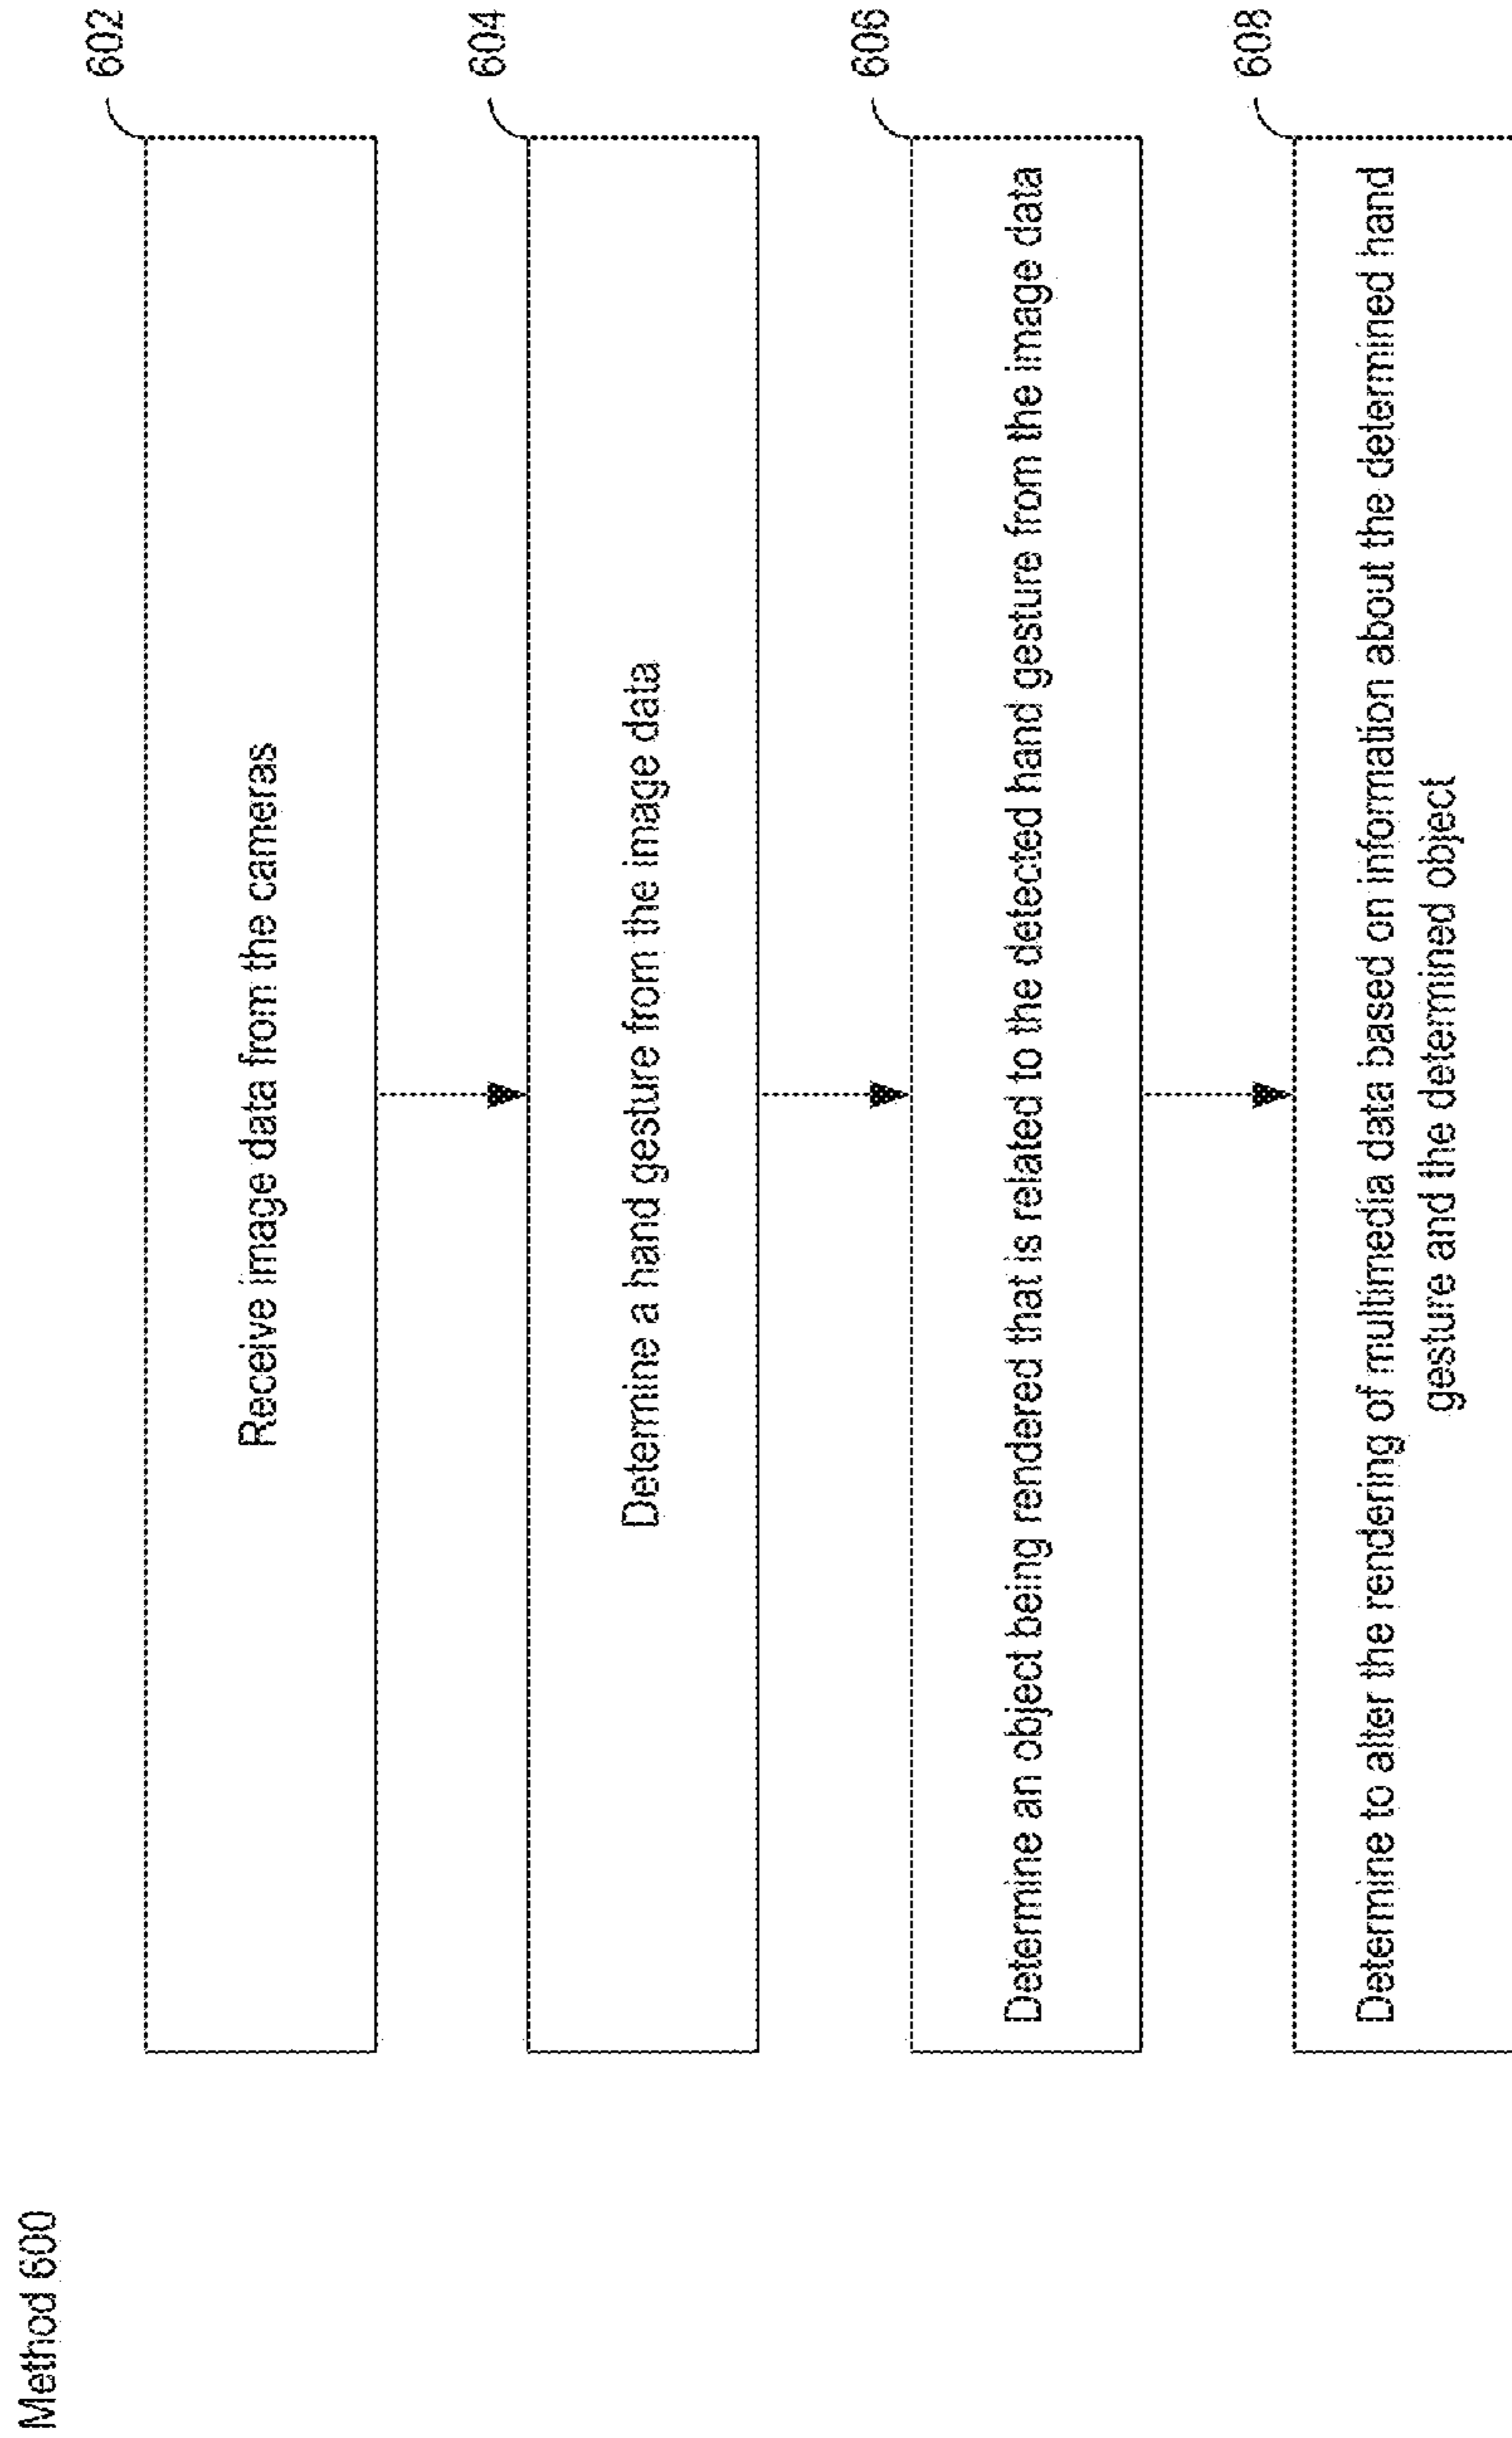 Method 600
602
Receive image data from the cameras
604
Determine a hand gesture from the image data
606
Determine an object being rendered that is related to the detected hand gesture from the image data
608
Determine to alter the rendering of multimedia data based on information about the determined hand
gesture and the determined object